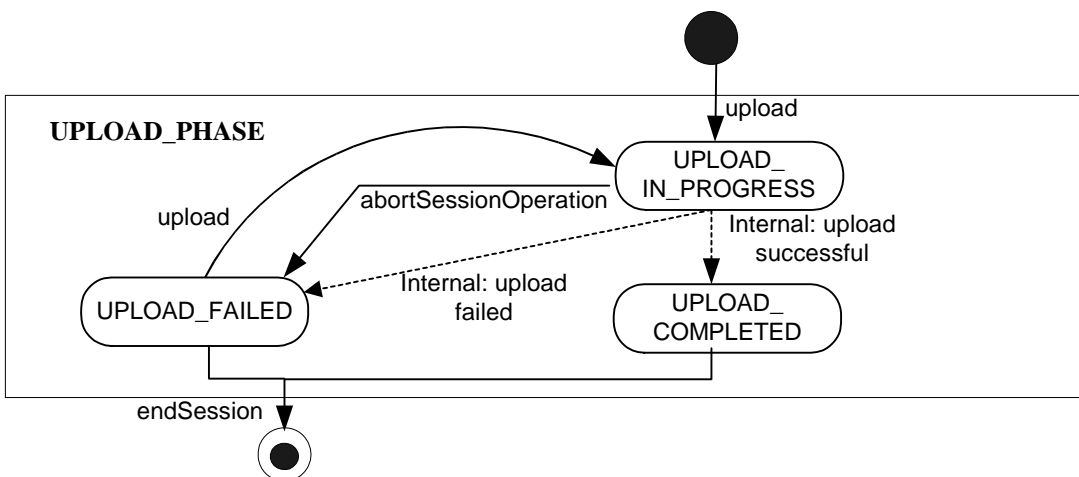 upload
UPLOAD_PHASE
UPLOAD_
IN_PROGRESS
abortSessionOperation
upload
Internal: upload
successful
Internal: upload
failed
UPLOAD_FAILED
UPLOAD_
COMPLETED
endSession